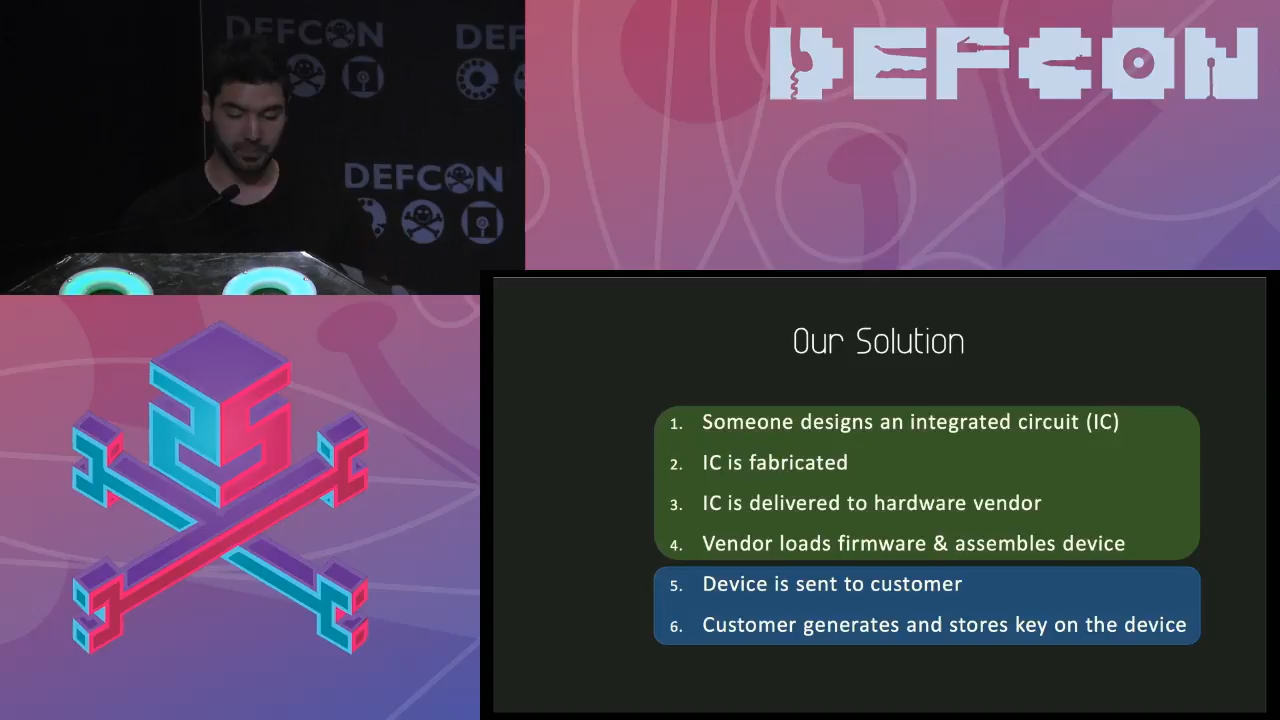 DEFCON
DEF
DEFCON
DEFCON
Our Solution
1. Someone designs an integrated circuit (IC)
2. IC is fabricated
3. IC is delivered to hardware vendor
4. Vendor loads firmware & assembles device
5. Device is sent to customer
6. Customer generates and stores key on the device